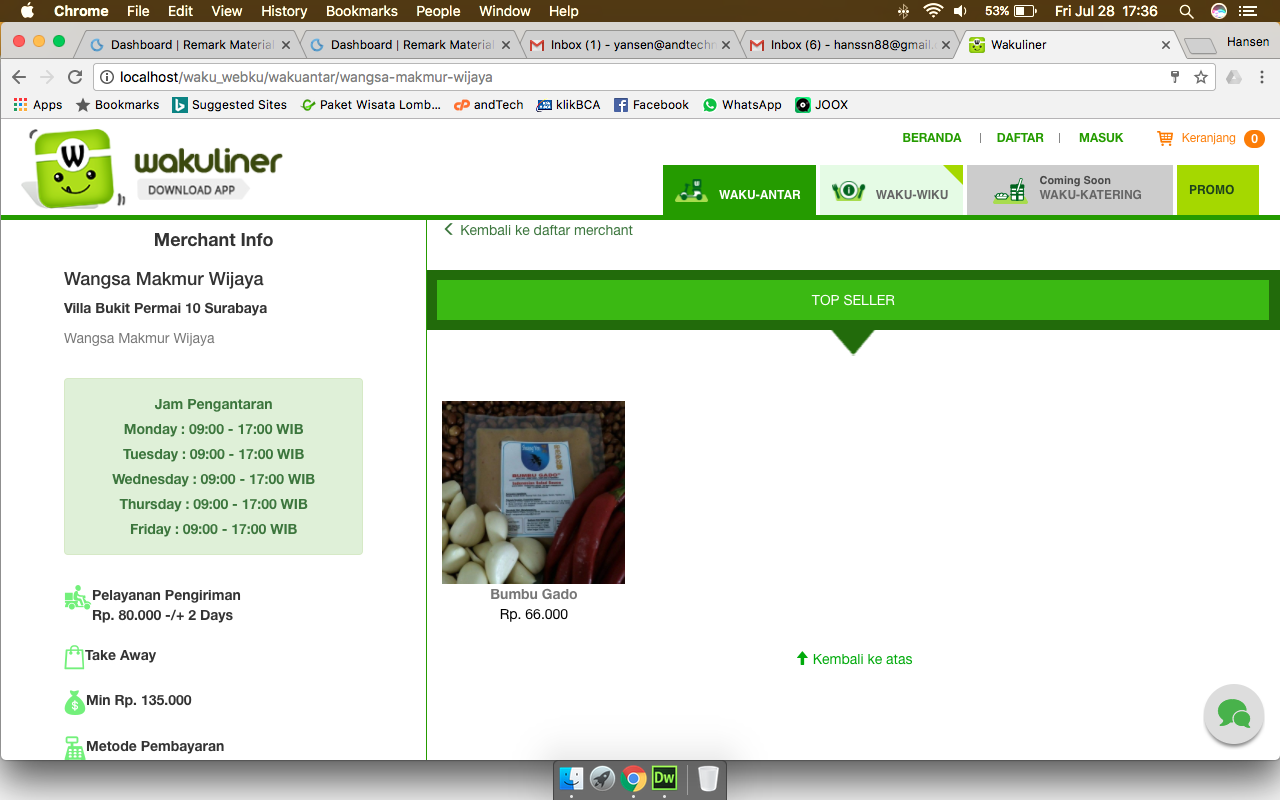 Chrome File Edit View History Bookmarks People Window Help 53% Fri Jul 28 17:36
Dashboard | Remark Material Dashboard | Remark Material Inbox (1) - yansen@andtechn Inbox (6) - hanssn88@gmail. Wakuliner Hansen
localhost/waku_webku/wakuantar/wangsa-makmur-wijaya
Apps Bookmarks Suggested Sites Paket Wisata Lomb... andTech klikBCA Facebook WhatsApp JOOX
W wakuliner
DOWNLOAD APP
BERANDA | DAFTAR | MASUK Keranjang 0
WAKU-ANTAR WAKU-WIKU Coming Soon
WAKU-KATERING PROMO
Merchant Info
Wangsa Makmur Wijaya
Villa Bukit Permai 10 Surabaya
Wangsa Makmur Wijaya
Jam Pengantaran
Monday : 09:00 - 17:00 WIB
Tuesday : 09:00 - 17:00 WIB
Wednesday : 09:00 - 17:00 WIB
Thursday : 09:00 - 17:00 WIB
Friday : 09:00 - 17:00 WIB
Pelayanan Pengiriman
Rp. 80.000 -/+ 2 Days
Take Away
Min Rp. 135.000
Metode Pembayaran
Kembali ke daftar merchant
TOP SELLER
BUMBU GADO
Bumbu Gado
Rp. 66.000
Kembali ke atas
Dw